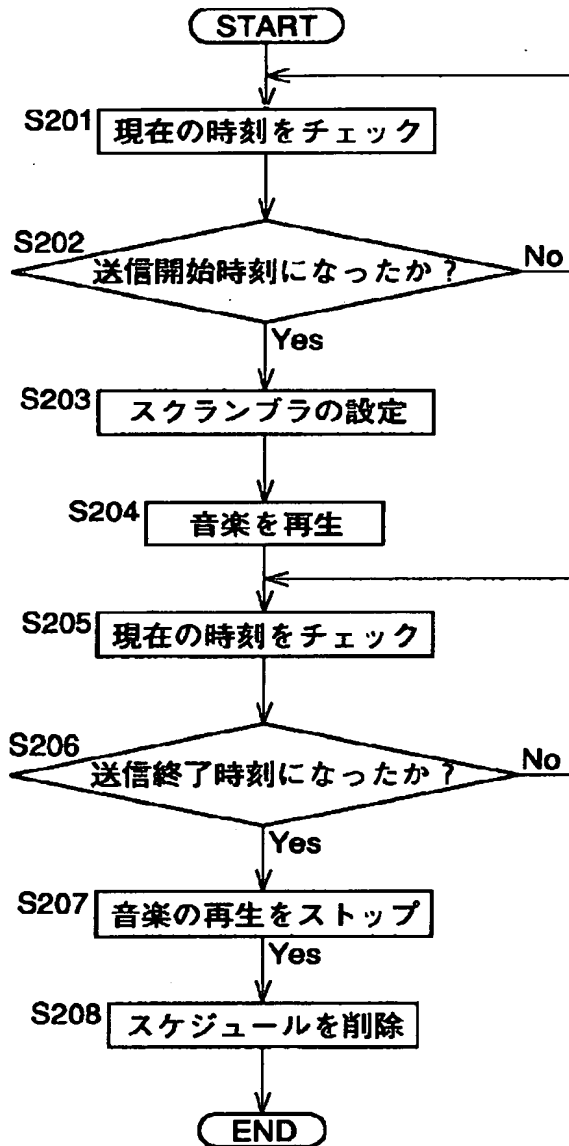 START
S201 現在の時刻をチェック
S202 送信開始時刻になったか？ No
Yes
S203 スクランブラの設定
S204 音楽を再生
S205 現在の時刻をチェック
S206 送信終了時刻になったか？ No
Yes
S207 音楽の再生をストップ
Yes
S208 スケジュールを削除
END